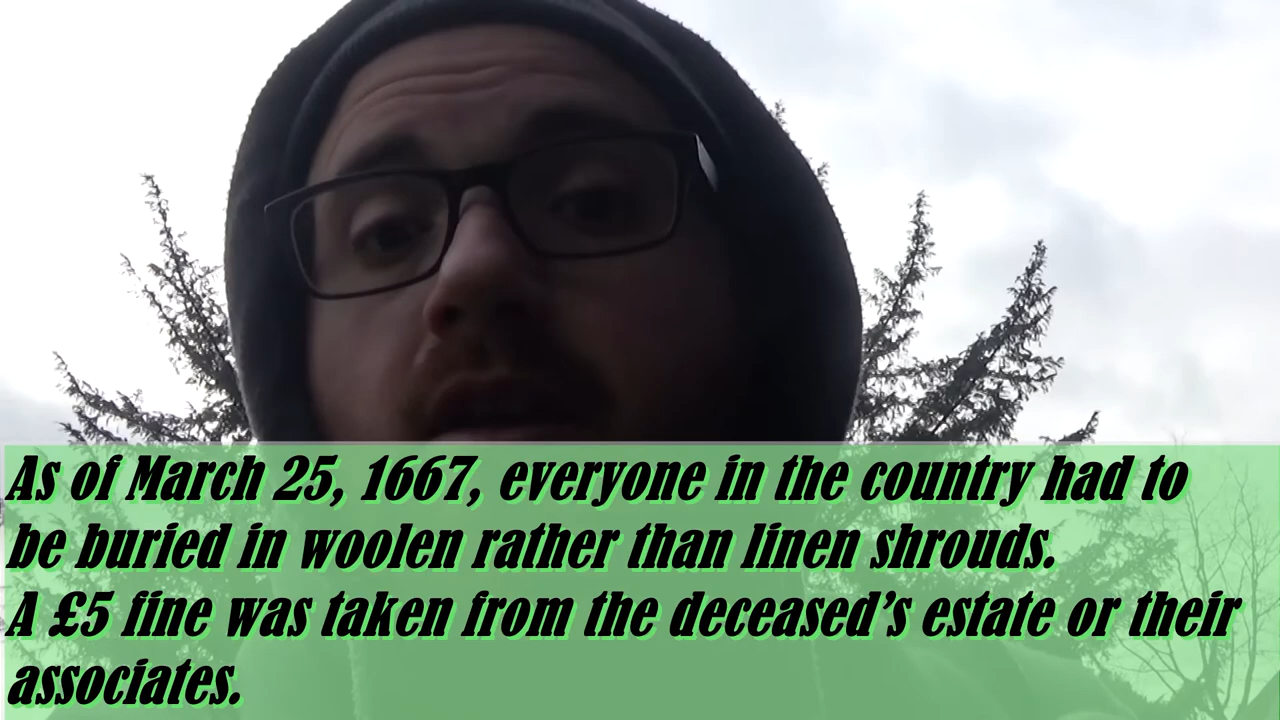 As of March 25, 1667, everyone in the country had to
be buried in woolen rather than linen shrouds.
A £5 fine was taken from the deceased’s estate or their
associates.